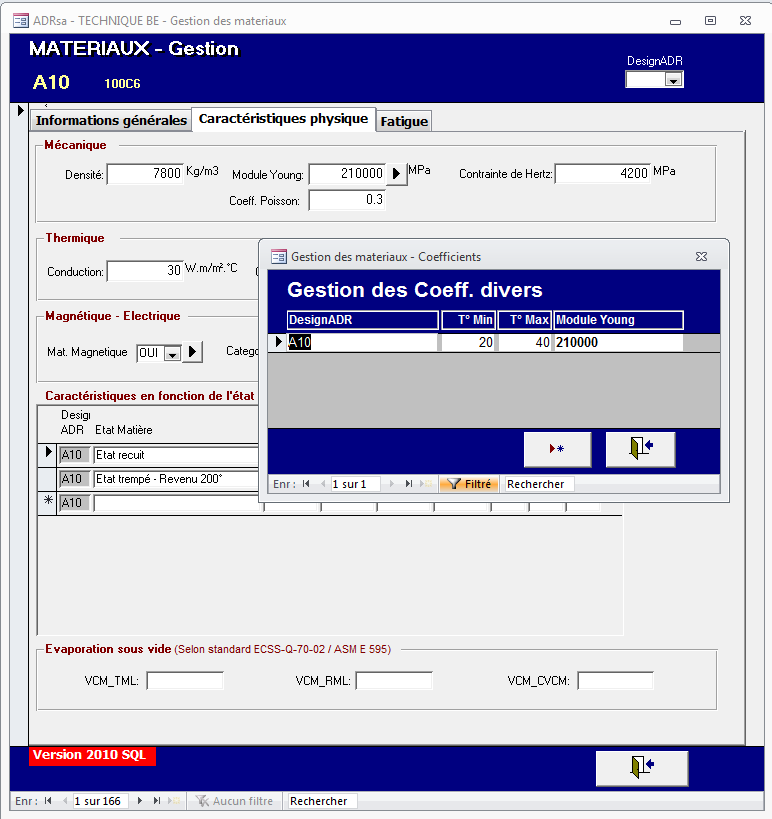 ADRsa - TECHNIQUE BE - Gestion des materiaux
MATERIAUX - Gestion
DesignADR
A10 100C6
Informations générales Caractéristiques physique Fatigue
Mécanique
Densité: 7800 Kg/m3 Module Young: 210000 MPa Contrainte de Hertz: 4200 MPa
Coeff. Poisson: 0.3
Thermique
Conduction: 30 W.m/m².°C
Magnétique - Electrique
Mat. Magnetique OUI Catego
Caractéristiques en fonction de l'état
Desig
ADR Etat Matière
A10 Etat recuit
A10 Etat trempé - Revenu 200°
* A10
Gestion des materiaux - Coefficients
Gestion des Coeff. divers
DesignADR T° Min T° Max Module Young
A10 20 40 210000
Enr : 1 sur 1 Filtré Rechercher
Evaporation sous vide (Selon standard ECSS-Q-70-02 / ASM E 595)
VCM_TML: VCM_RML: VCM_CVCM:
Version 2010 SQL
Enr : 1 sur 166 Aucun filtre Rechercher